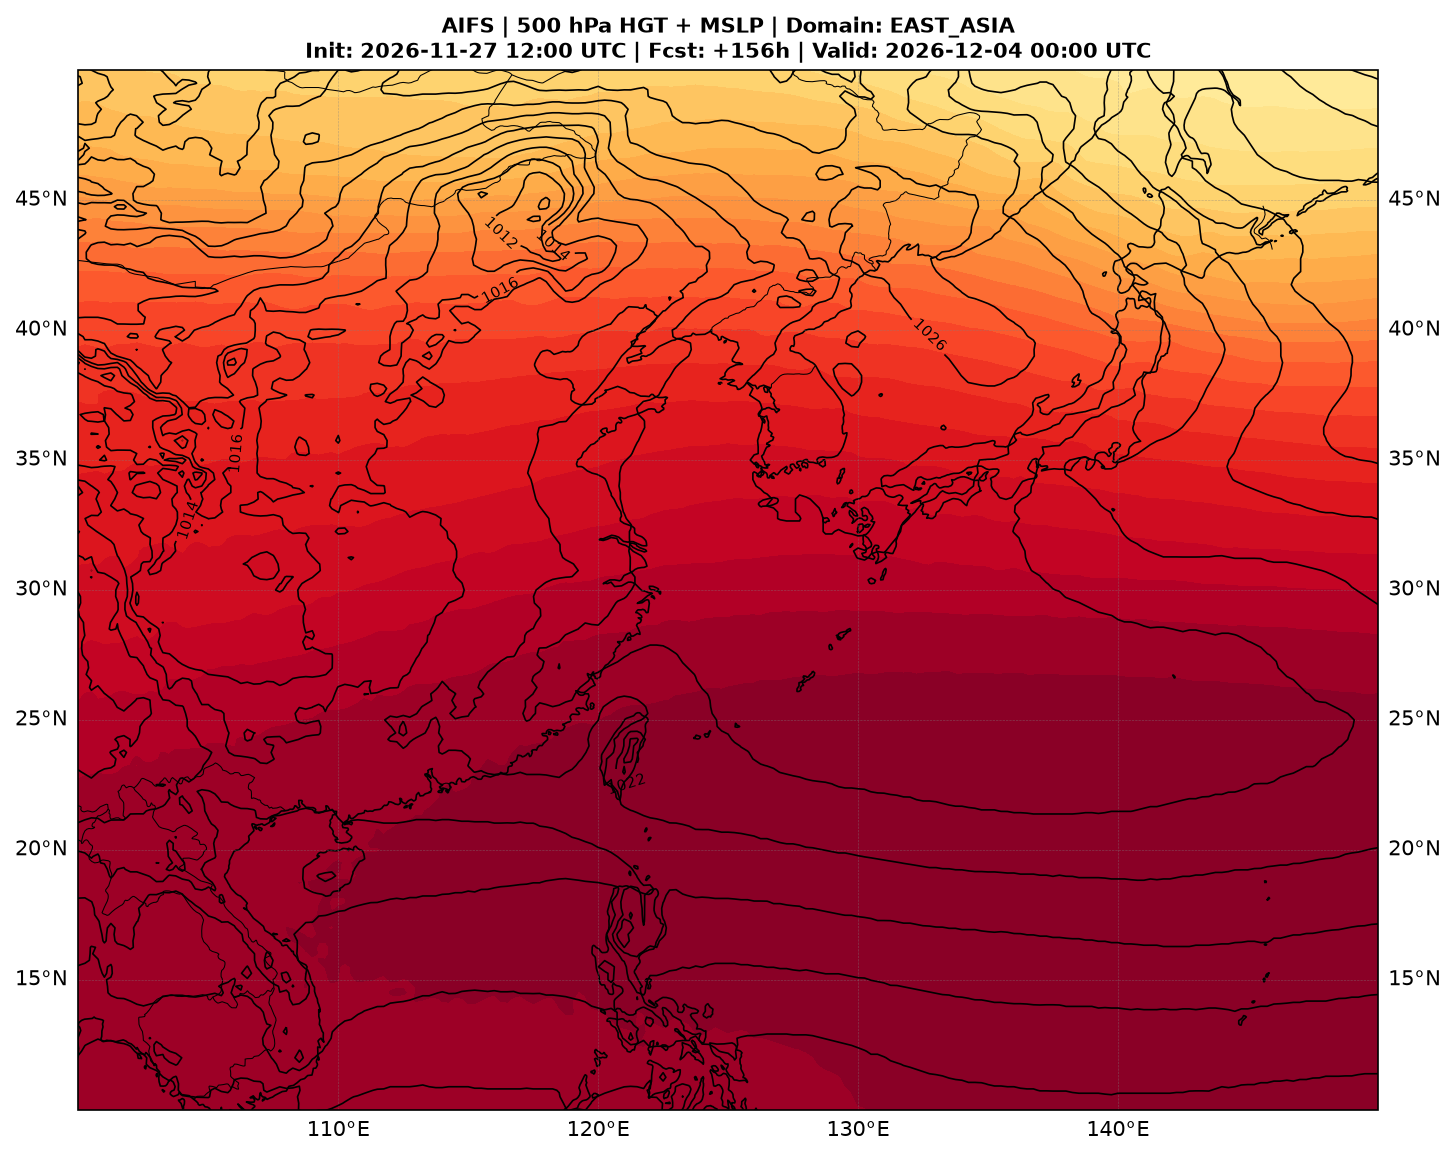 AIFS | 500 hPa HGT + MSLP | Domain: EAST_ASIA
Init: 2026-11-27 12:00 UTC | Fcst: +156h | Valid: 2026-12-04 00:00 UTC
45°N 45°N
1012 1014
1016
40°N 1026 40°N
1016
35°N 35°N
1014
30°N 30°N
25°N 25°N
20°N 20°N
15°N 15°N
110°E 120°E 130°E 140°E